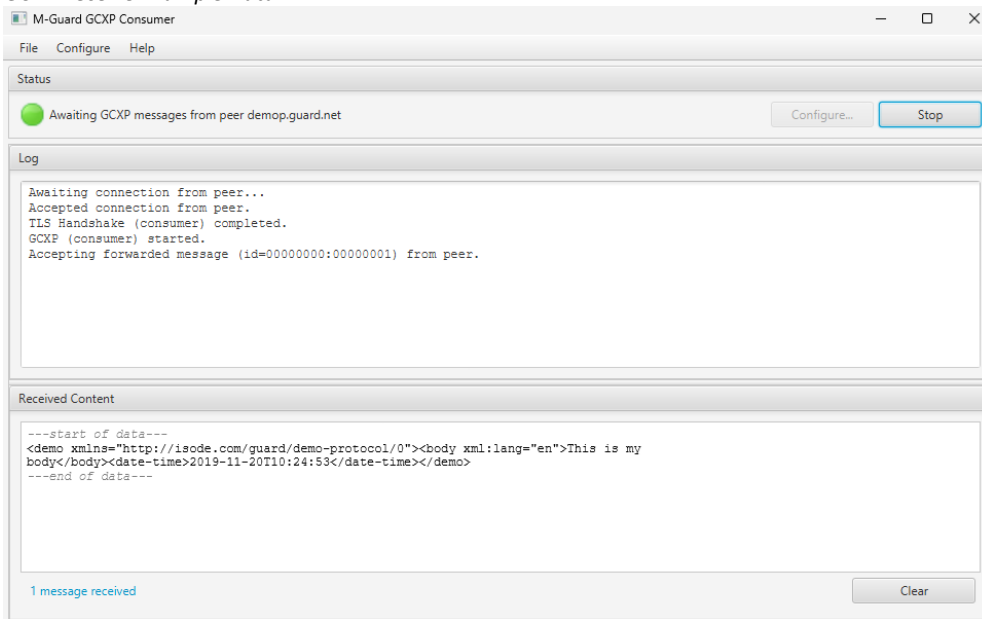 M-Guard GCXP Consumer
File Configure Help
Status
Awaiting GCXP messages from peer demop.guard.net
Configure... Stop
Log
Awaiting connection from peer...
Accepted connection from peer.
TLS Handshake (consumer) completed.
GCXP (consumer) started.
Accepting forwarded message (id=00000000:00000001) from peer.
Received Content
---start of data---
<demo xmlns="http://isode.com/guard/demo-protocol/0"><body xml:lang="en">This is my
body</body><date-time>2019-11-20T10:24:53</date-time></demo>
---end of data---
1 message received
Clear